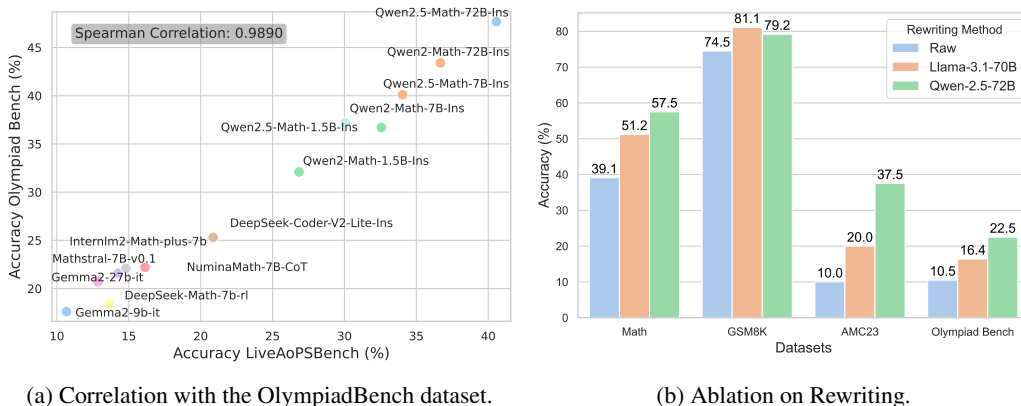 Spearman Correlation: 0.9890
Qwen2.5-Math-72B-Ins
Qwen2-Math-72B-Ins
Qwen2.5-Math-7B-Ins
Qwen2-Math-7B-Ins
Qwen2.5-Math-1.5B-Ins
Qwen2-Math-1.5B-Ins
DeepSeek-Coder-V2-Lite-Ins
Internlm2-Math-plus-7b
Mathstral-7B-v0.1
NuminaMath-7B-CoT
Gemma2-27b-it
DeepSeek-Math-7b-rl
Gemma2-9b-it
45
40
35
30
25
20
Accuracy Olympiad Bench (%)
10 15 20 25 30 35 40
Accuracy LiveAoPSBench (%)
(a) Correlation with the OlympiadBench dataset.
Rewriting Method
Raw
Llama-3.1-70B
Qwen-2.5-72B
80
70
60
50
40
30
20
10
0
Accuracy (%)
39.1 51.2 57.5
74.5 81.1 79.2
10.0 20.0 37.5
10.5 16.4 22.5
Math GSM8K AMC23 Olympiad Bench
Datasets
(b) Ablation on Rewriting.